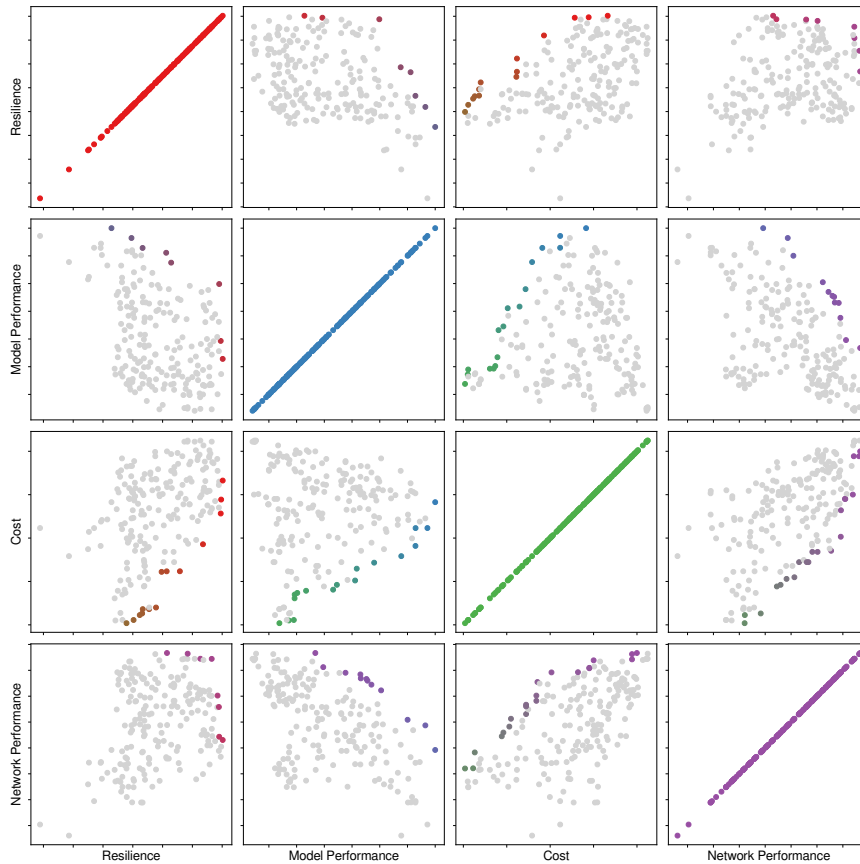 Resilience
Model Performance
Cost
Network Performance
Resilience
Model Performance
Cost
Network Performance